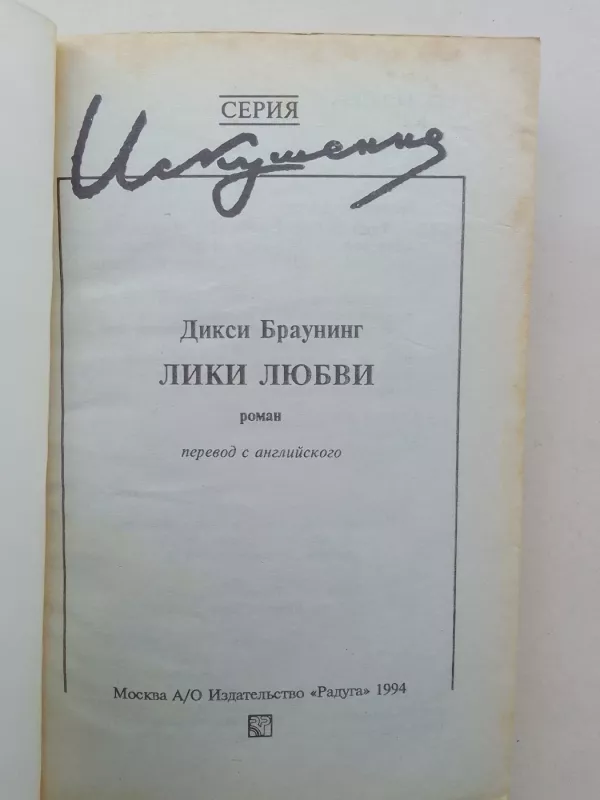 СЕРИЯ
Искушение
Дикси Браунинг
ЛИКИ ЛЮБВИ
роман
перевод с английского
Москва А/О Издательство «Радуга» 1994